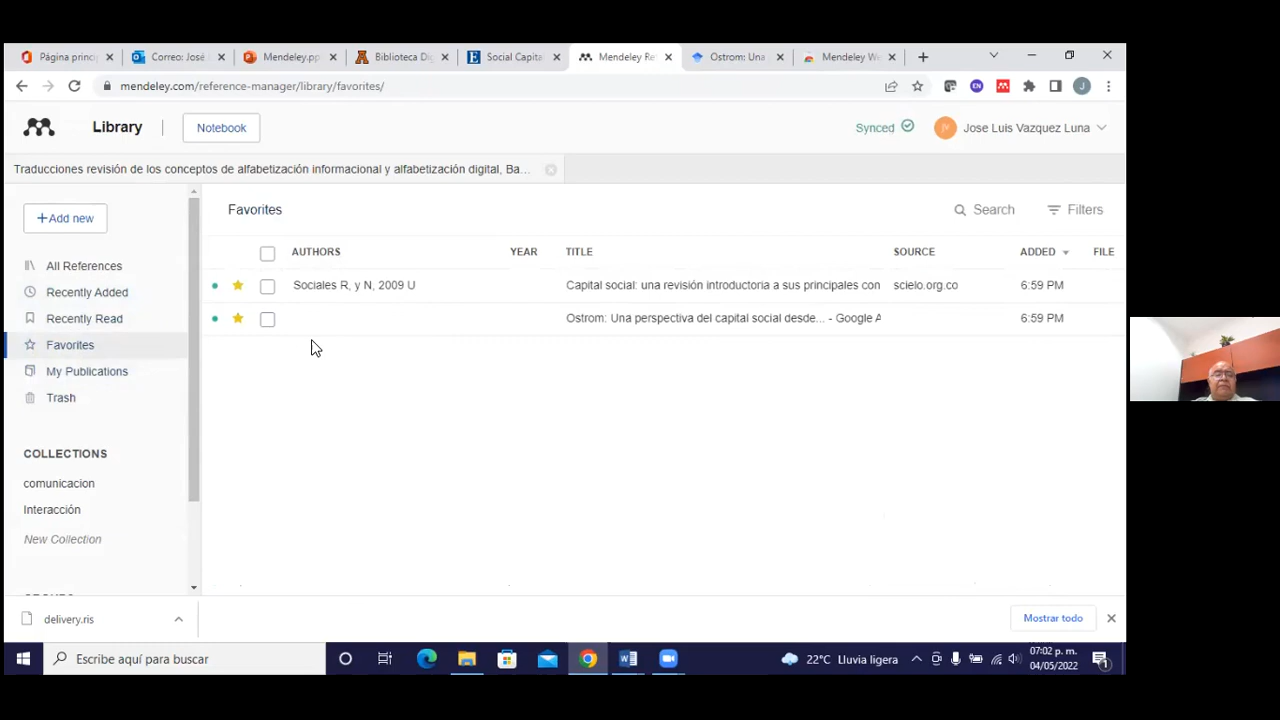 Página princ
Correo: José
Mendeley.pp
Biblioteca Di
Social Capita
Mendeley Re
Ostrom: Una
Mendeley We
mendeley.com/reference-manager/library/favorites/
EN
J
Library
Notebook
Synced
JV
Jose Luis Vazquez Luna
Traducciones revisión de los conceptos de alfabetización informacional y alfabetización digital, Ba...
+Add new
Favorites
Search
Filters
AUTHORS YEAR TITLE SOURCE ADDED FILE
Sociales R, y N, 2009 U Capital social: una revisión introductoria a sus principales con scielo.org.co 6:59 PM
Ostrom: Una perspectiva del capital social desde... - Google A 6:59 PM
All References
Recently Added
Recently Read
Favorites
My Publications
Trash
COLLECTIONS
comunicacion
Interacción
New Collection
delivery.ris
Mostrar todo
Escribe aquí para buscar
22°C Lluvia ligera
07:02 p. m.
04/05/2022
1